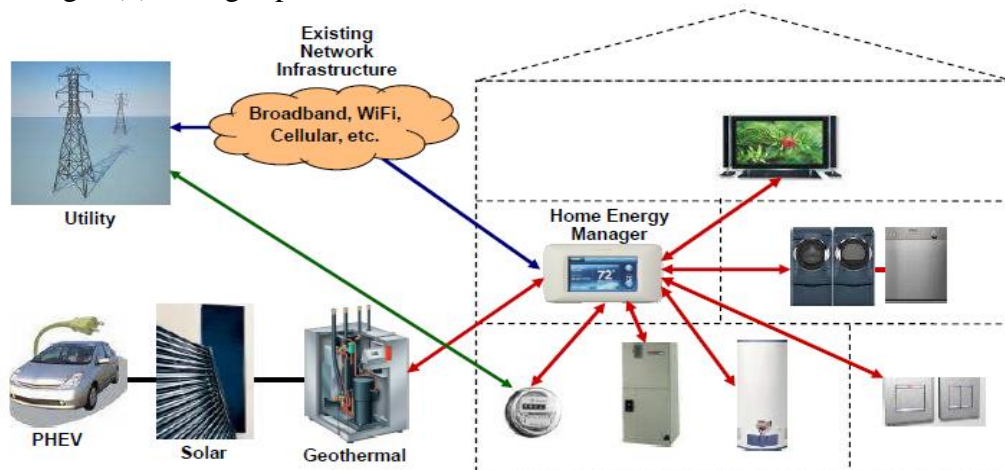 Existing
Network
Infrastructure
Broadband, WiFi,
Cellular, etc.
Utility
Home Energy
Manager
72°
PHEV
Solar
Geothermal